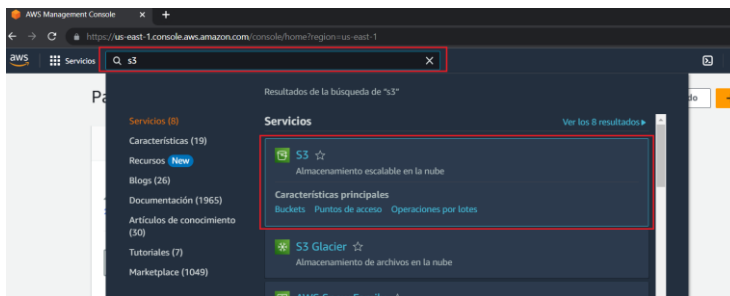 AWS Management Console
https://us-east-1.console.aws.amazon.com/console/home?region=us-east-1
aws
Servicios
s3
Resultados de la búsqueda de "s3"
Servicios (8)
Características (19)
Recursos New
Blogs (26)
Documentación (1965)
Artículos de conocimiento
(30)
Tutoriales (7)
Marketplace (1049)
Servicios
Ver los 8 resultados
S3
Almacenamiento escalable en la nube
Características principales
Buckets Puntos de acceso Operaciones por lotes
S3 Glacier
Almacenamiento de archivos en la nube